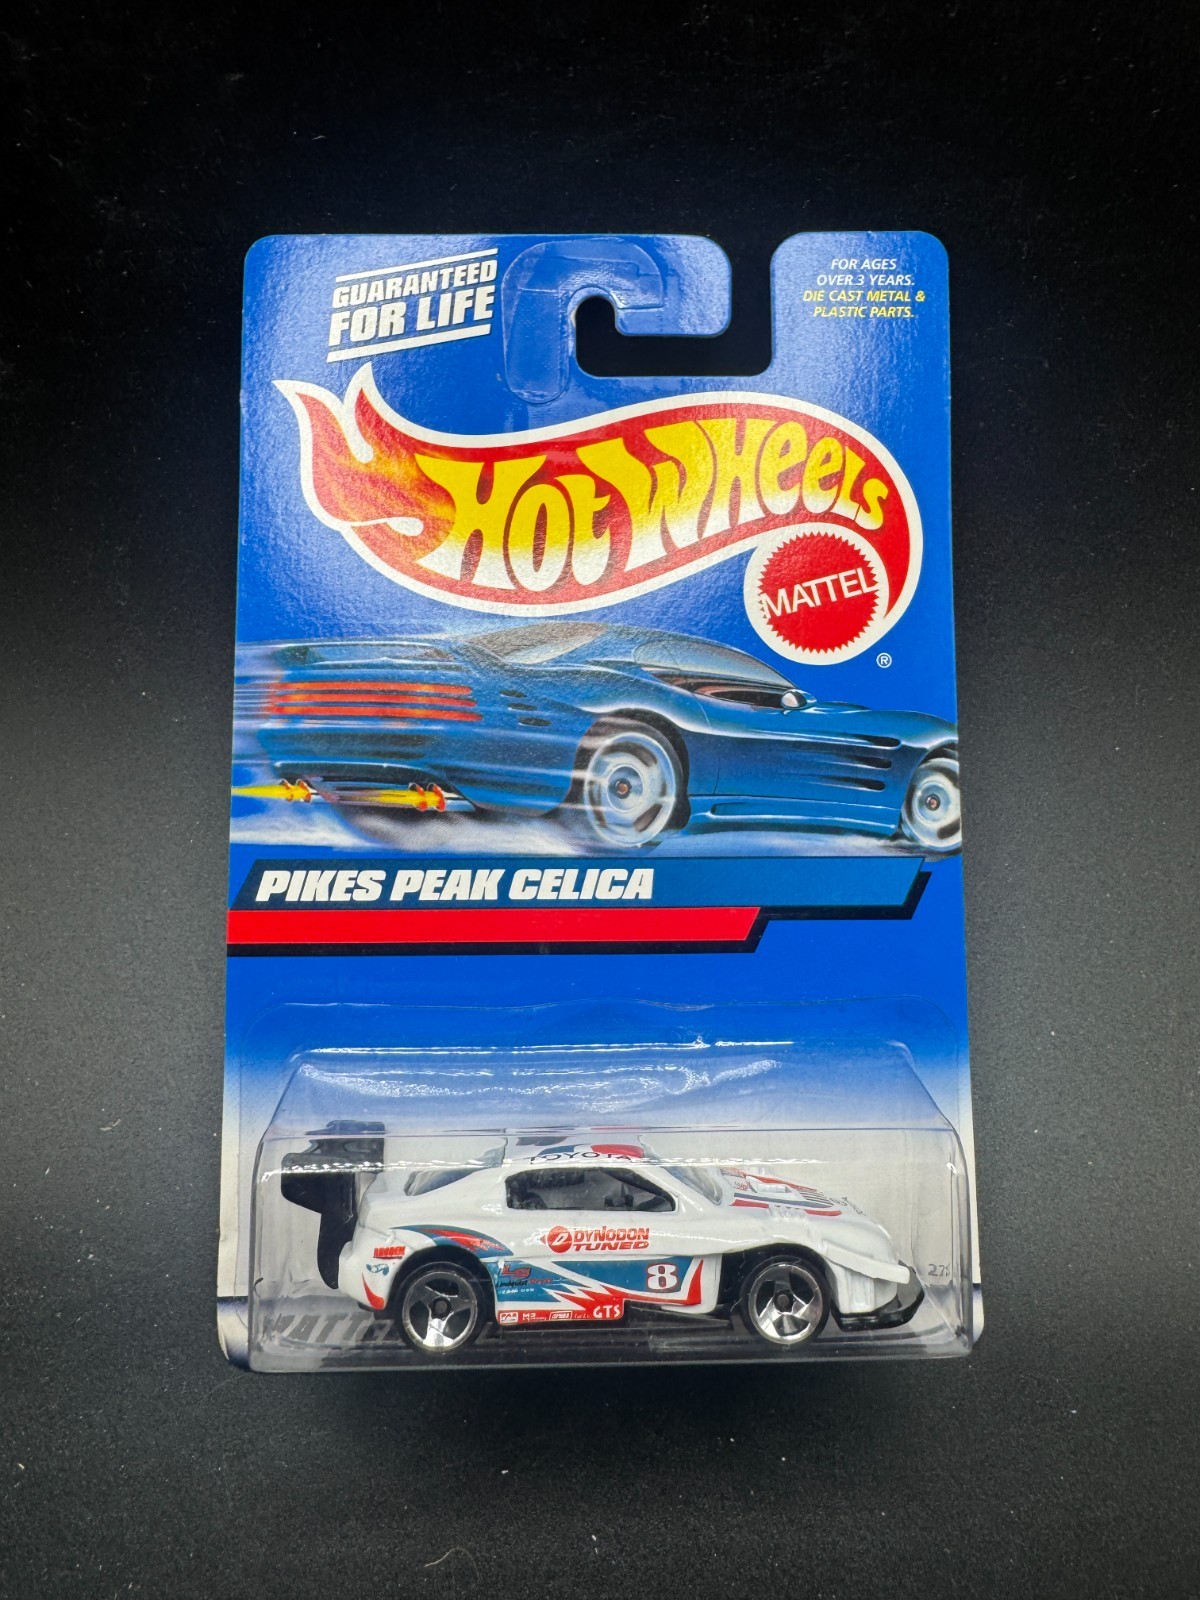 GUARANTEED
FOR LIFE
FOR AGES
OVER 3 YEARS.
DIE CAST METAL &
PLASTIC PARTS.
HOT WHEELS
MATTEL
®
PIKES PEAK CELICA
TOYOTA
DYNODON
TUNED
8
GTS